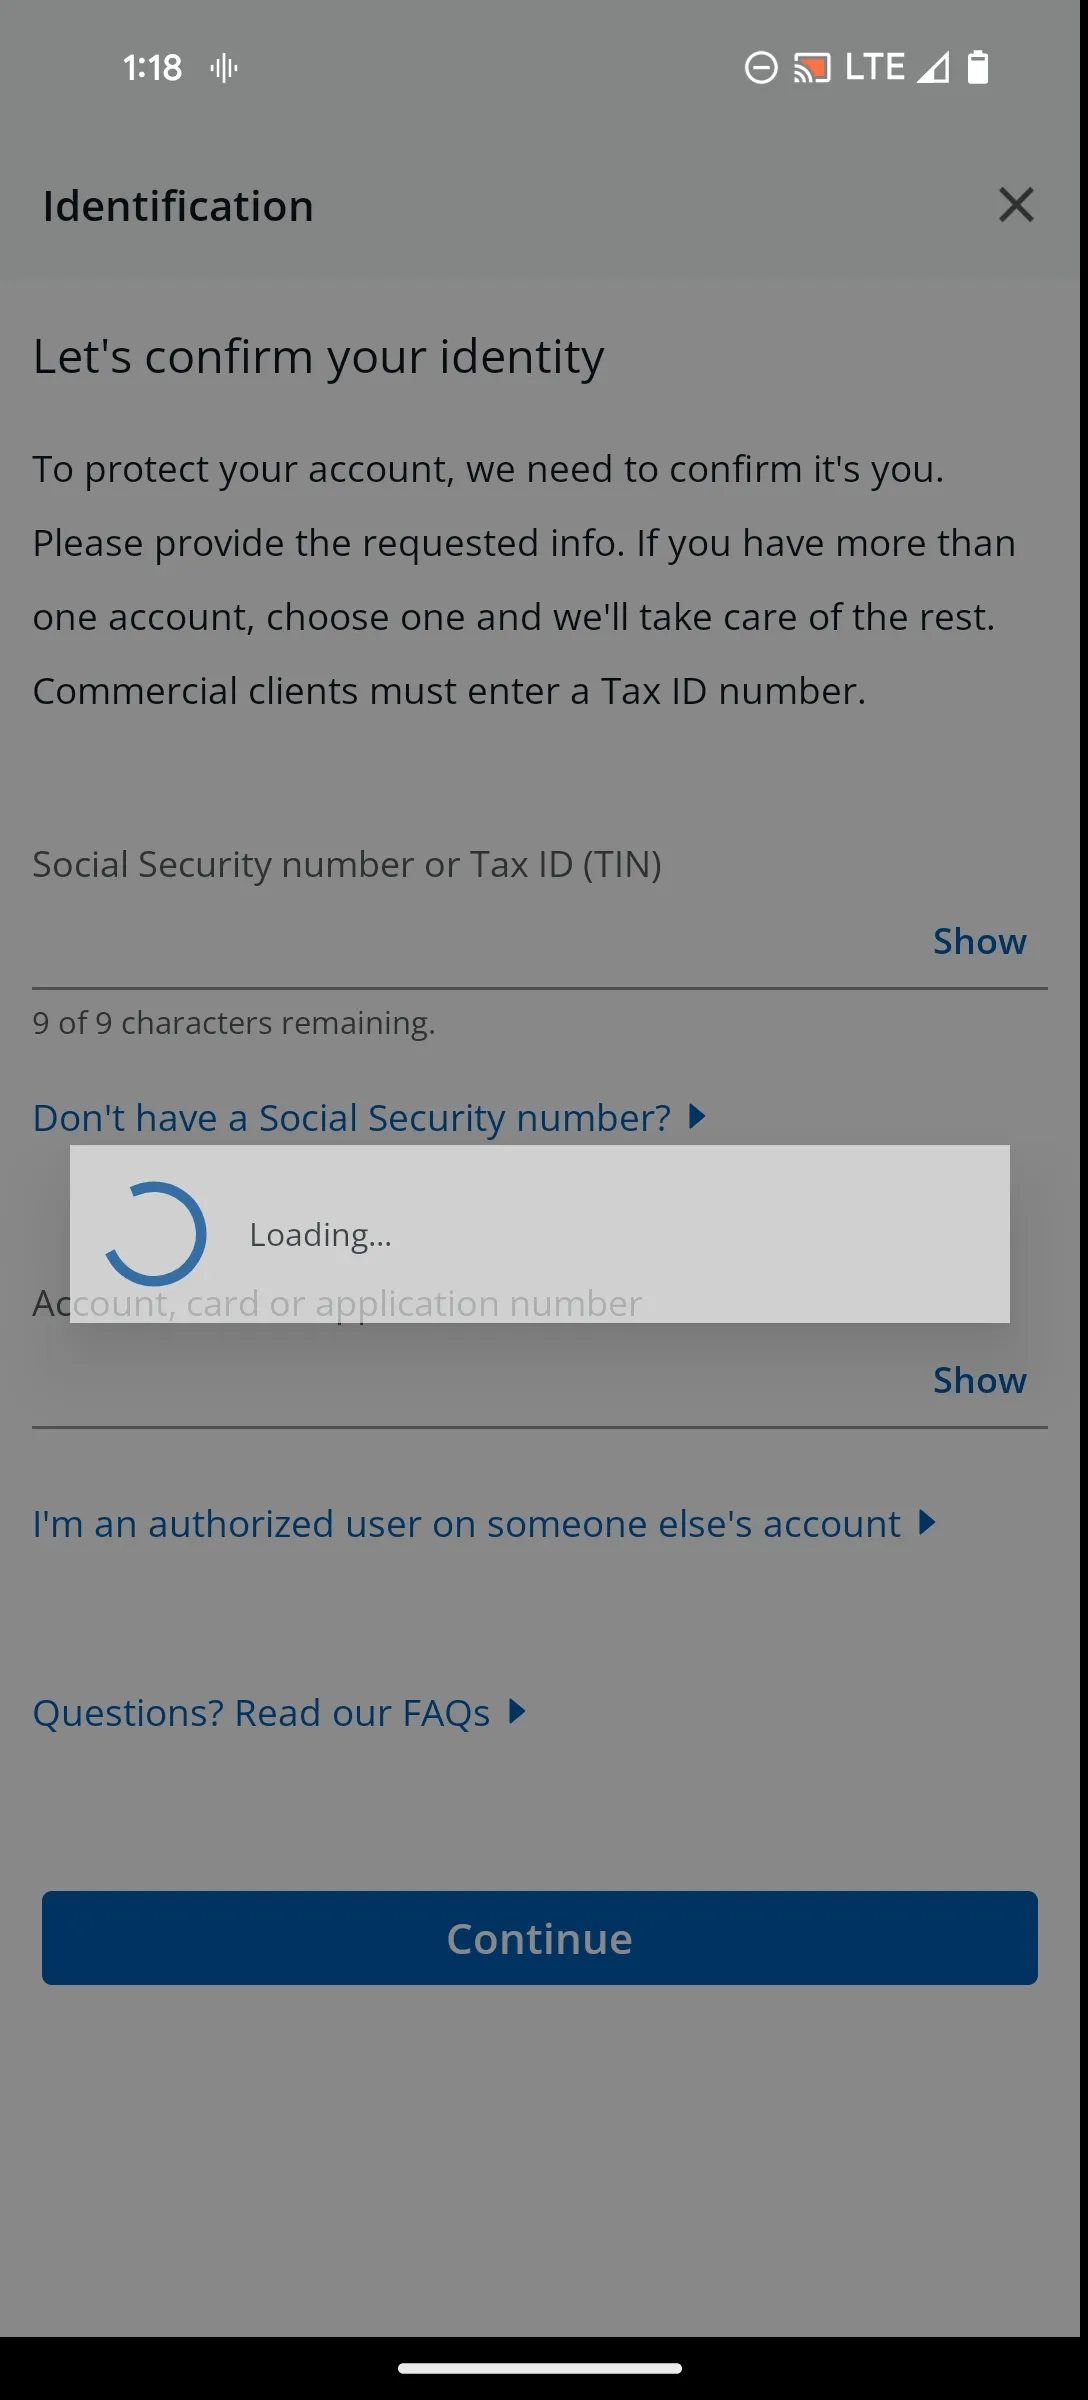 1:18 LTE
Identification
Let's confirm your identity
To protect your account, we need to confirm it's you.
Please provide the requested info. If you have more than
one account, choose one and we'll take care of the rest.
Commercial clients must enter a Tax ID number.
Social Security number or Tax ID (TIN)
Show
9 of 9 characters remaining.
Don't have a Social Security number?
Loading...
Account, card or application number
Show
I'm an authorized user on someone else's account
Questions? Read our FAQs
Continue